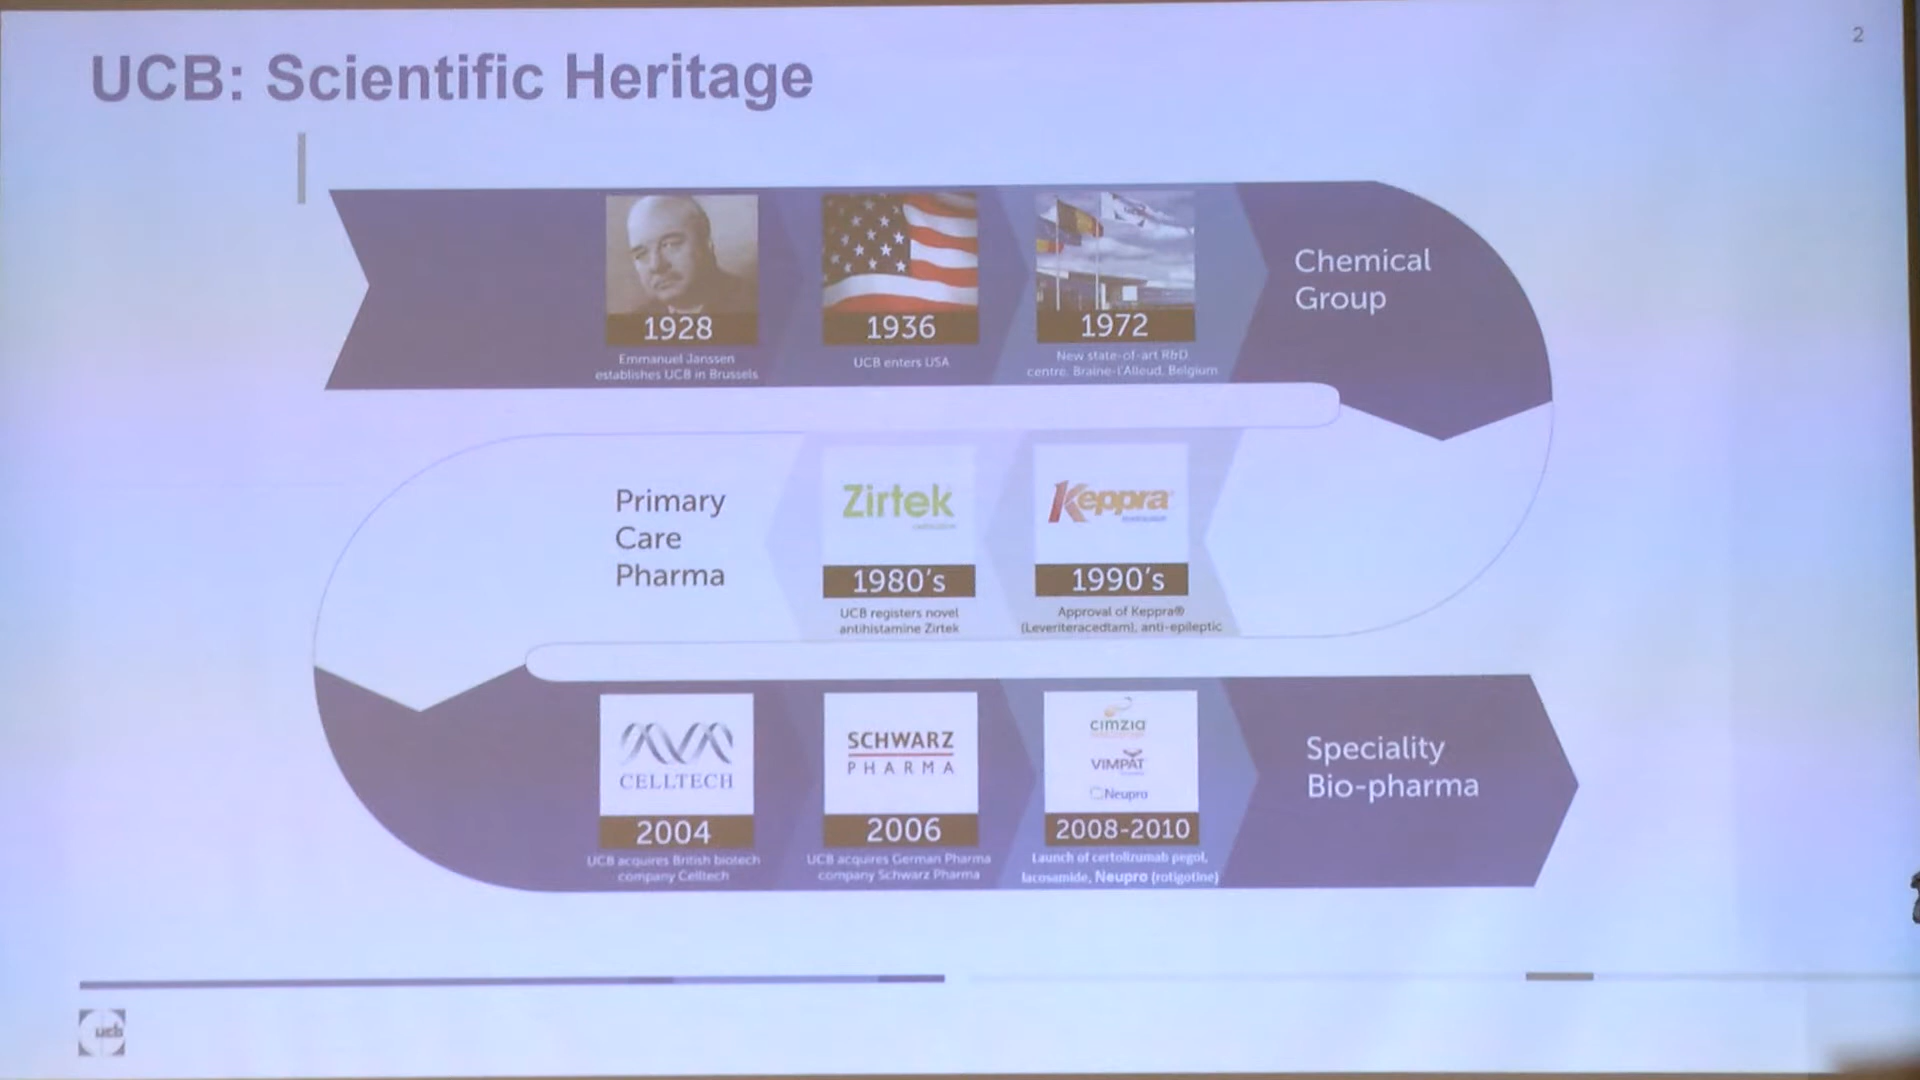 2
UCB: Scientific Heritage
1928
Emmanuel Janssen
establishes UCB in Brussels
1936
UCB enters USA
1972
New state-of-art R&D
centre, Braine-l'Alleud, Belgium
Chemical
Group
Primary
Care
Pharma
Zirtek
1980's
UCB registers novel
antihistamine Zirtek
Keppra
1990's
Approval of Keppra®
(Leveriteracedtam), anti-epileptic
CELLTECH
2004
UCB acquires British biotech
company Celltech
SCHWARZ
PHARMA
2006
UCB acquires German Pharma
company Schwarz Pharma
cimzia
VIMPAT
Neupro
2008-2010
Launch of certolizumab pegol,
lacosamide, Neupro (rotigotine)
Speciality
Bio-pharma
ucb